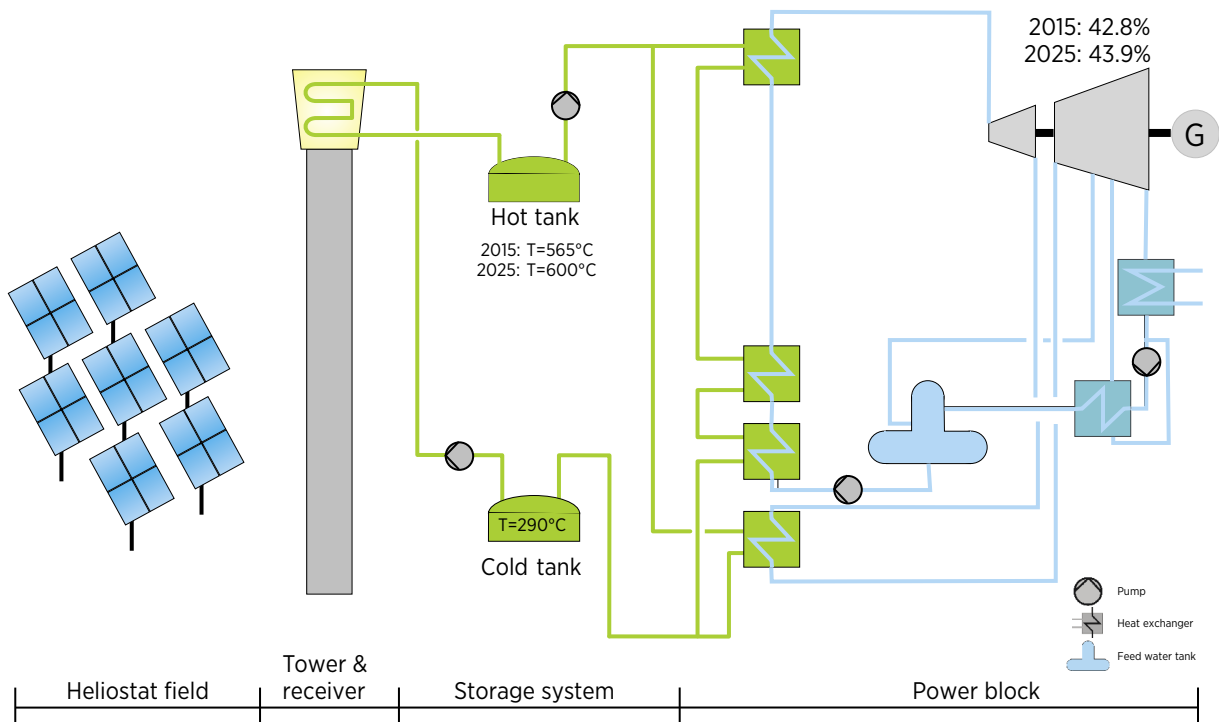 2015: 42.8%
2025: 43.9%
G
Hot tank
2015: T=565°C
2025: T=600°C
T=290°C
Cold tank
Pump
Heat exchanger
Feed water tank
Heliostat field
Tower &
receiver
Storage system
Power block